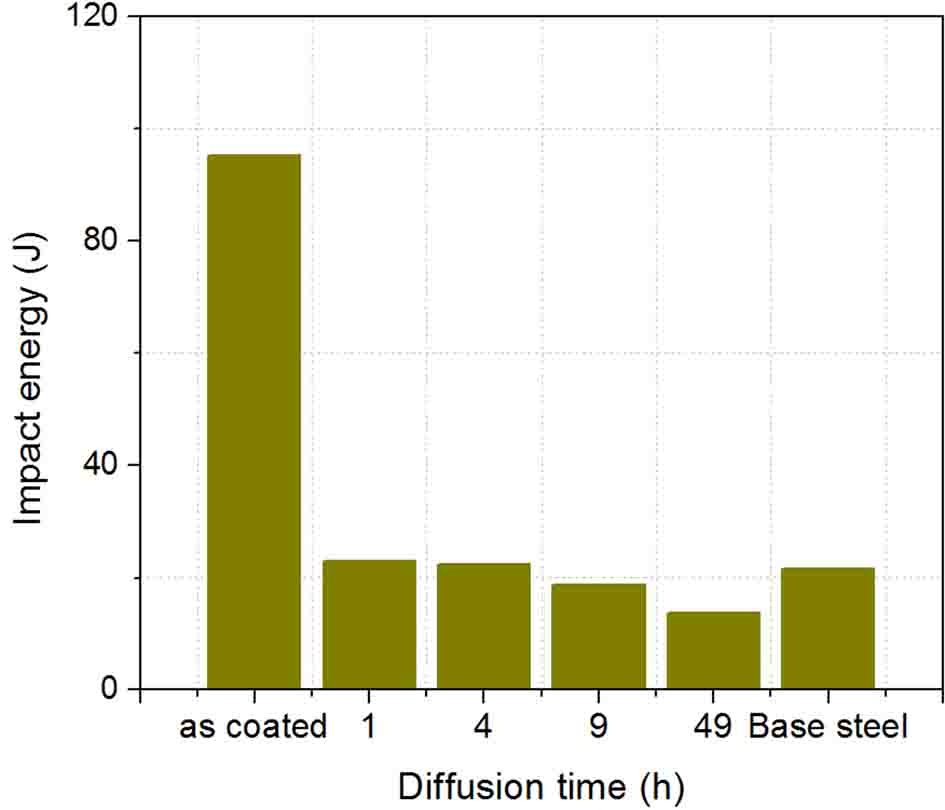 120
80
40
0
Impact energy (J)
as coated 1 4 9 49 Base steel
Diffusion time (h)